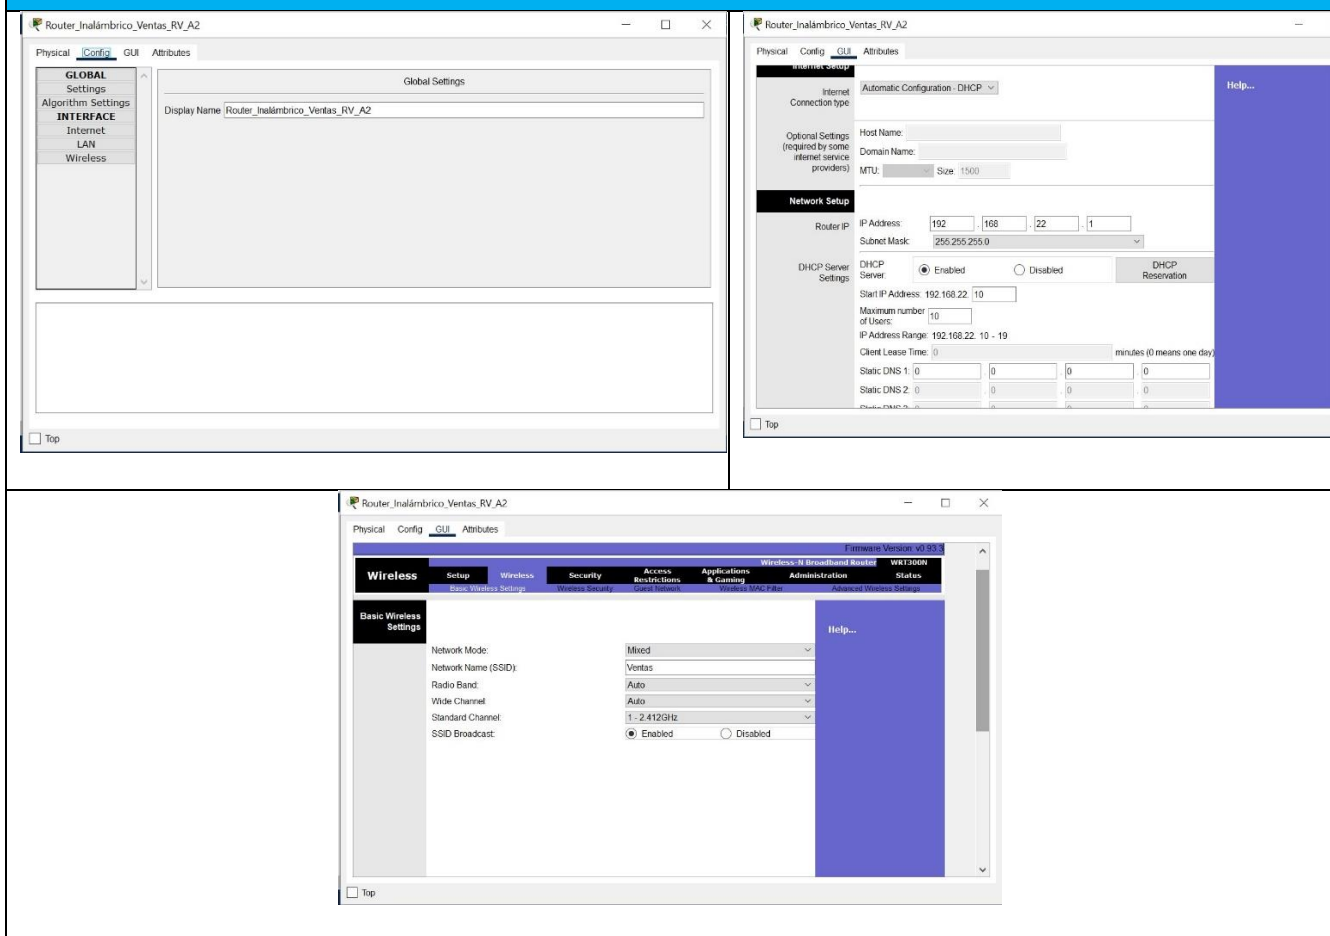 Router_Inalámbrico_Ventas_RV_A2
Physical Config GUI Attributes
GLOBAL
Settings
Algorithm Settings
INTERFACE
Internet
LAN
Wireless
Global Settings
Display Name Router_Inalámbrico_Ventas_RV_A2
Top
Router_Inalámbrico_Ventas_RV_A2
Physical Config GUI Attributes
Internet Setup
Internet Connection type
Automatic Configuration - DHCP
Optional Settings
(required by some
internet service
providers)
Host Name:
Domain Name:
MTU: Size: 1500
Network Setup
Router IP
IP Address: 192 . 168 . 22 . 1
Subnet Mask: 255.255.255.0
DHCP Server
Settings
DHCP
Server:
Enabled Disabled
DHCP
Reservation
Start IP Address: 192.168.22. 10
Maximum number
of Users: 10
IP Address Range: 192.168.22. 10 - 19
Client Lease Time: 0 minutes (0 means one day)
Static DNS 1: 0 . 0 . 0 . 0
Static DNS 2: 0 . 0 . 0 . 0
Static DNS 3: 0 0 0 0
Help...
Top
Router_Inalámbrico_Ventas_RV_A2
Physical Config GUI Attributes
Firmware Version: v0.93.3
Wireless-N Broadband Router WRT300N
Wireless
Setup Wireless Security Access Restrictions Applications & Gaming Administration Status
Basic Wireless Settings Wireless Security Guest Network Wireless MAC Filter Advanced Wireless Settings
Basic Wireless
Settings
Help...
Network Mode: Mixed
Network Name (SSID): Ventas
Radio Band: Auto
Wide Channel: Auto
Standard Channel: 1 - 2.412GHz
SSID Broadcast: Enabled Disabled
Top